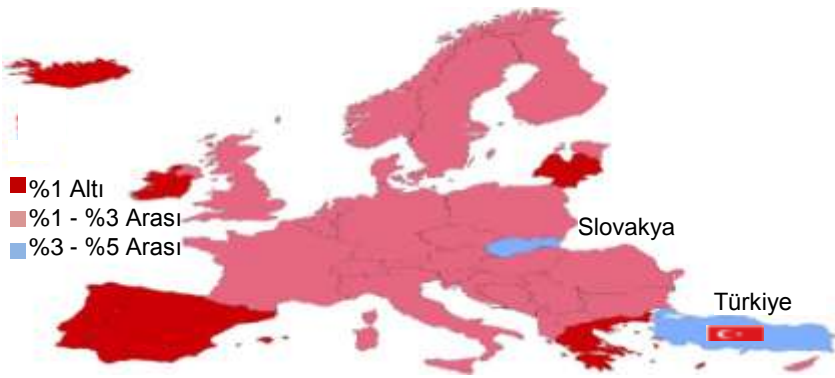 %1 Altı
%1 - %3 Arası
%3 - %5 Arası
Slovakya
Türkiye